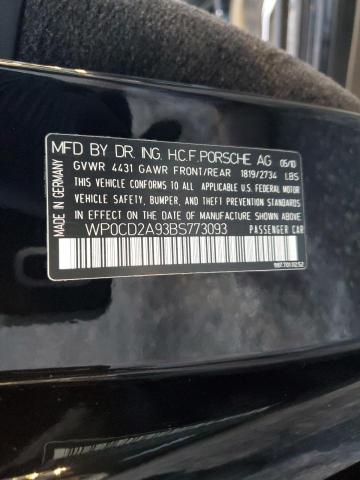 MFD BY DR. ING. H.C.F.PORSCHE AG 05/10
GVWR 4431 GAWR FRONT/REAR 1819/2734 LBS
THIS VEHICLE CONFORMS TO ALL APPLICABLE FEDERAL MOTOR
VEHICLE SAFETY, BUMPER, AND THEFT PREVENTION STANDARDS
IN EFFECT ON THE DATE OF MANUFACTURE SHOWN ABOVE.
WP0CD2A93BS773093 PASSENGER CAR
MADE IN GERMANY